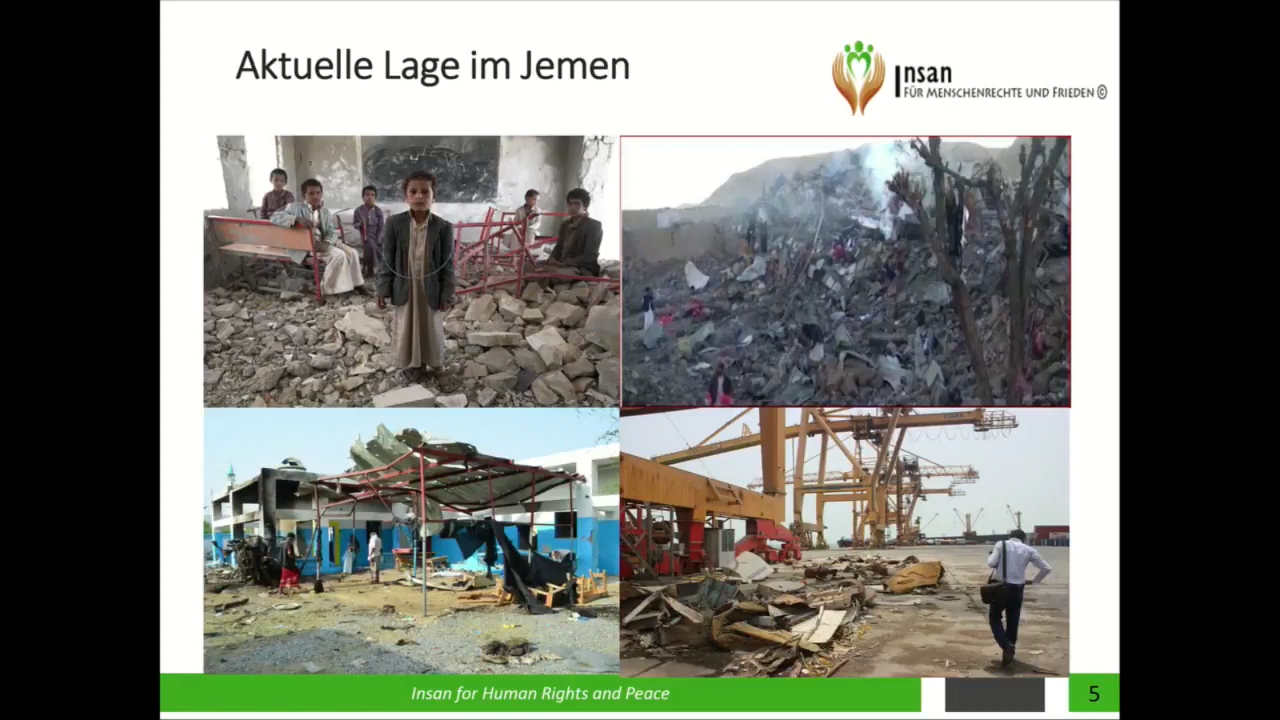 Aktuelle Lage im Jemen
Insan
FÜR MENSCHENRECHTE UND FRIEDEN ©
Insan for Human Rights and Peace
5